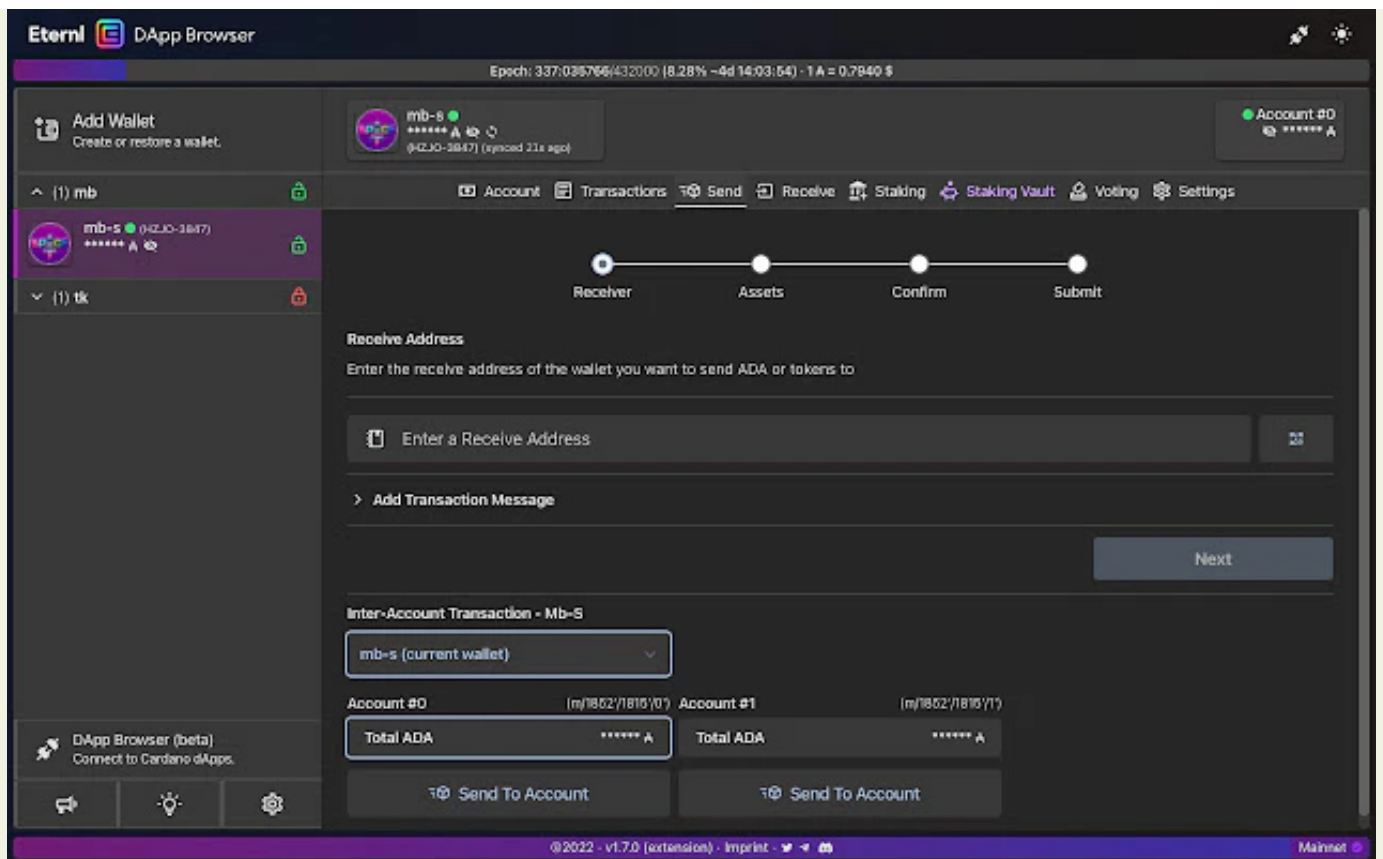 Eternl DApp Browser
Epoch: 337:035766/432000 (8.28% ~4d 14:03:54) · 1 ₳ = 0.7940 $
Add Wallet
Create or restore a wallet.
mb-s
****** ₳
(HZJO-3847) (synced 21s ago)
Account #0
****** ₳
(1) mb
Account Transactions Send Receive Staking Staking Vault Voting Settings
mb-s (HZJO-3847)
****** ₳
(1) tk
Receiver Assets Confirm Submit
Receive Address
Enter the receive address of the wallet you want to send ADA or tokens to
Enter a Receive Address
Add Transaction Message
Next
Inter-Account Transaction - Mb-S
mb-s (current wallet)
Account #0 (m/1852'/1815'/0') Account #1 (m/1852'/1815'/1')
Total ADA ****** ₳ Total ADA ****** ₳
Send To Account Send To Account
DApp Browser (beta)
Connect to Cardano dApps.
©2022 - v1.7.0 (extension) · Imprint ·
Mainnet